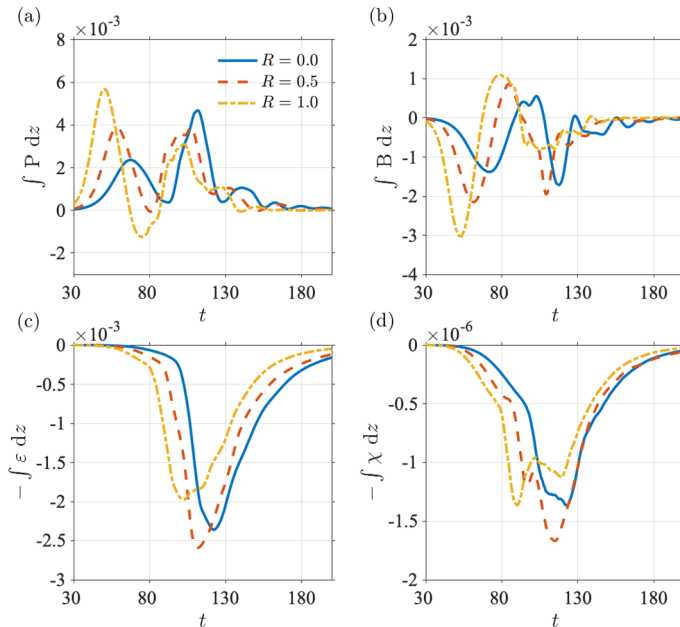 (a)
×10⁻³
8
6
4
2
0
-2
∫ P dz
R = 0.0
R = 0.5
R = 1.0
30 80 130 180
t
(b)
×10⁻³
2
1
0
-1
-2
-3
-4
∫ B dz
30 80 130 180
t
(c)
×10⁻³
0
-0.5
-1
-1.5
-2
-2.5
-3
− ∫ ε dz
30 80 130 180
t
(d)
×10⁻⁶
0
-0.5
-1
-1.5
-2
− ∫ χ dz
30 80 130 180
t